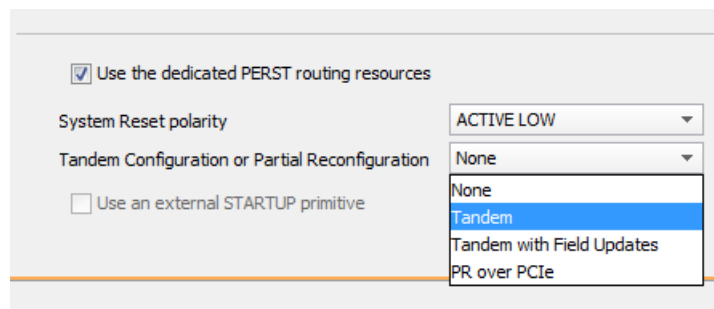 Use the dedicated PERST routing resources
System Reset polarity ACTIVE LOW
Tandem Configuration or Partial Reconfiguration None
None
Use an external STARTUP primitive
Tandem
Tandem with Field Updates
PR over PCIe